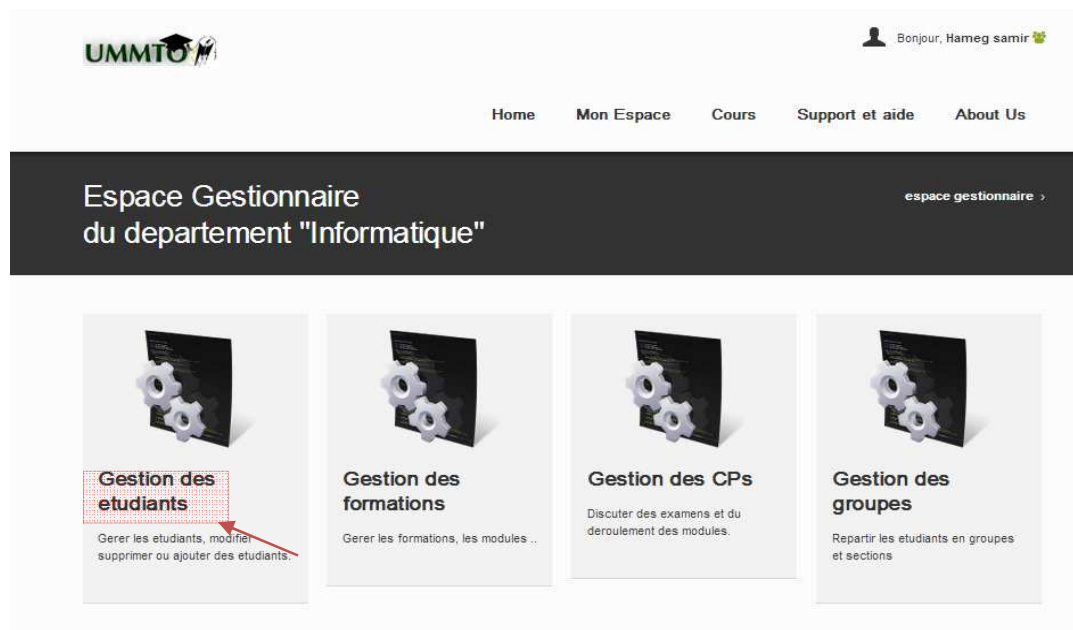 UMMTO
Bonjour, Hameg samir
Home Mon Espace Cours Support et aide About Us
Espace Gestionnaire
du departement "Informatique"
espace gestionnaire ›
Gestion des
etudiants
Gerer les etudiants, modifier
supprimer ou ajouter des etudiants.
Gestion des
formations
Gerer les formations, les modules ..
Gestion des CPs
Discuter des examens et du
deroulement des modules.
Gestion des
groupes
Repartir les etudiants en groupes
et sections